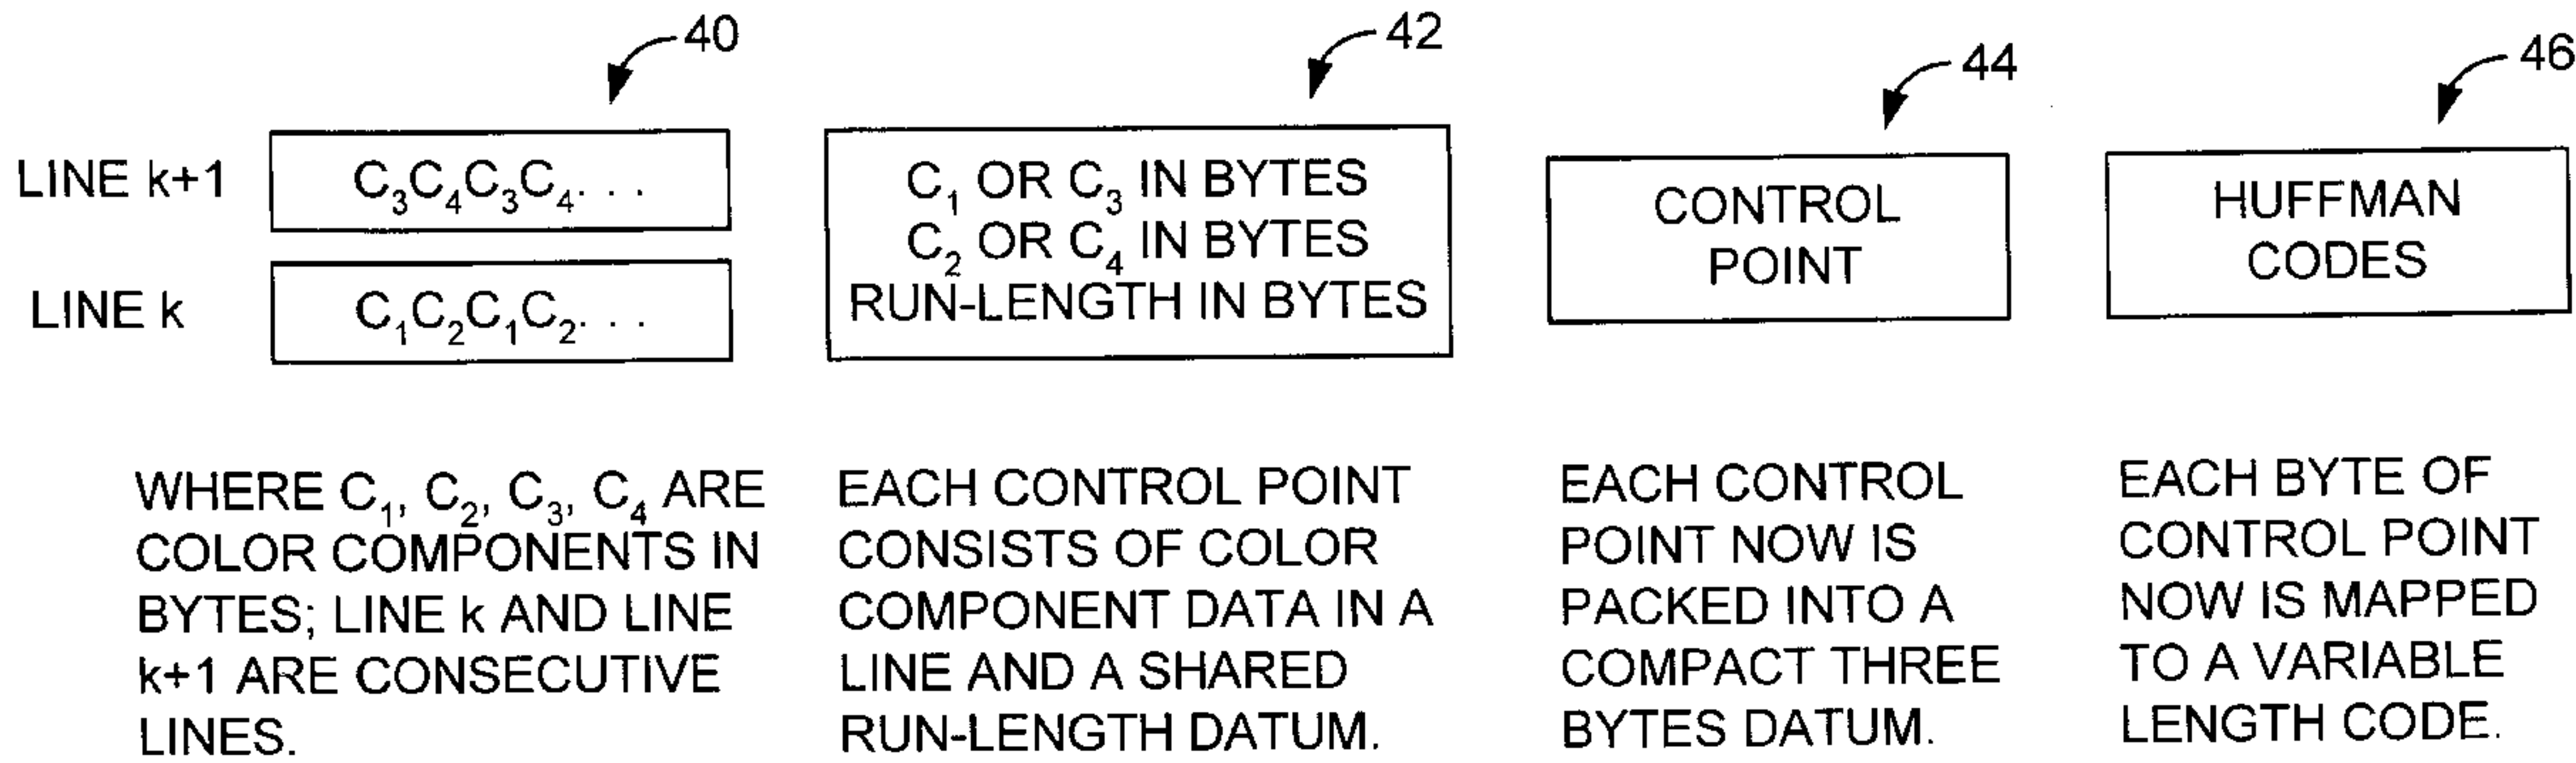 40
42
44
46
LINE k+1
C₃C₄C₃C₄. . .
LINE k
C₁C₂C₁C₂. . .
C₁ OR C₃ IN BYTES
C₂ OR C₄ IN BYTES
RUN-LENGTH IN BYTES
CONTROL
POINT
HUFFMAN
CODES
WHERE C₁, C₂, C₃, C₄ ARE
COLOR COMPONENTS IN
BYTES; LINE k AND LINE
k+1 ARE CONSECUTIVE
LINES.
EACH CONTROL POINT
CONSISTS OF COLOR
COMPONENT DATA IN A
LINE AND A SHARED
RUN-LENGTH DATUM.
EACH CONTROL
POINT NOW IS
PACKED INTO A
COMPACT THREE
BYTES DATUM.
EACH BYTE OF
CONTROL POINT
NOW IS MAPPED
TO A VARIABLE
LENGTH CODE.